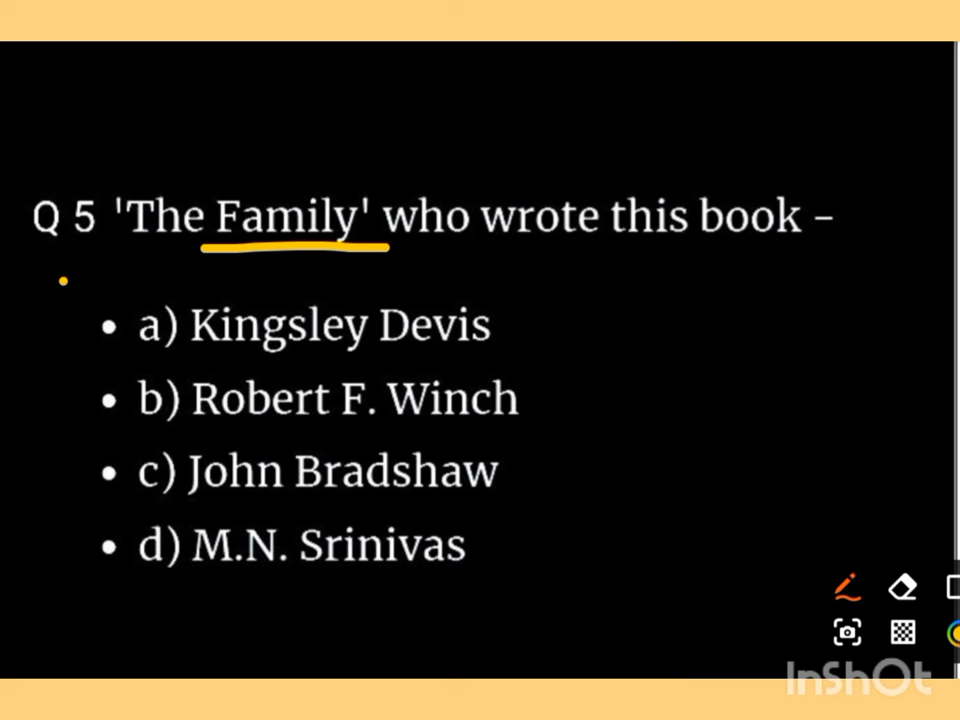 Q 5 'The Family' who wrote this book -
• a) Kingsley Devis
• b) Robert F. Winch
• c) John Bradshaw
• d) M.N. Srinivas
InShOt